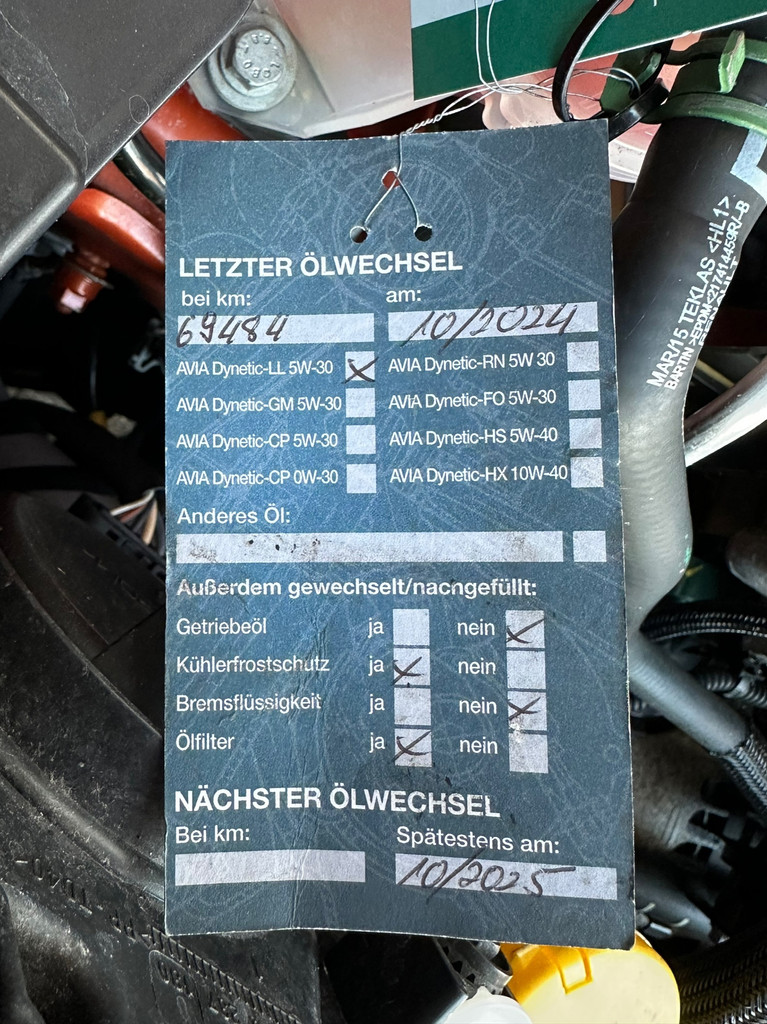 LETZTER ÖLWECHSEL
bei km: am:
69484 10/2024
AVIA Dynetic-LL 5W-30 X AVIA Dynetic-RN 5W 30
AVIA Dynetic-GM 5W-30 AVIA Dynetic-FO 5W-30
AVIA Dynetic-CP 5W-30 AVIA Dynetic-HS 5W-40
AVIA Dynetic-CP 0W-30 AVIA Dynetic-HX 10W-40
Anderes Öl:
Außerdem gewechselt/nachgefüllt:
Getriebeöl ja nein X
Kühlerfrostschutz ja X nein
Bremsflüssigkeit ja nein X
Ölfilter ja X nein
NÄCHSTER ÖLWECHSEL
Bei km: Spätestens am:
10/2025
MAR/15 TEKLAS <HL1>
BARTIN >EPDM<